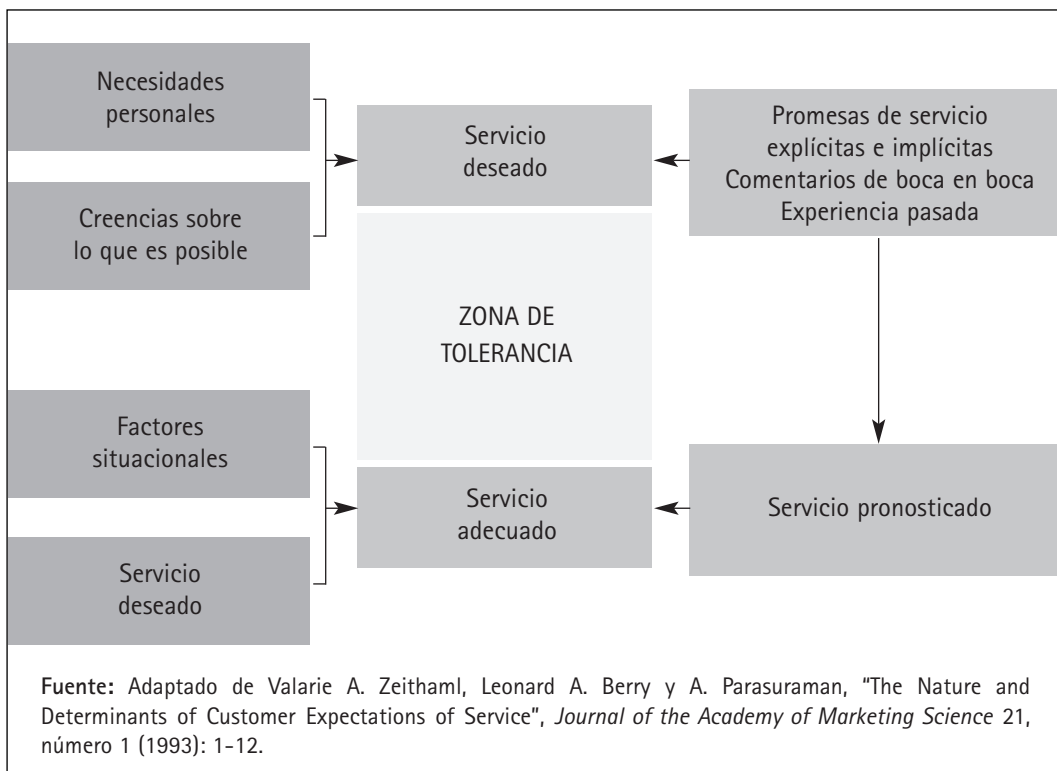 Necesidades
personales
Creencias sobre
lo que es posible
Servicio
deseado
Promesas de servicio
explícitas e implícitas
Comentarios de boca en boca
Experiencia pasada
ZONA DE
TOLERANCIA
Factores
situacionales
Servicio
deseado
Servicio
adecuado
Servicio pronosticado
Fuente: Adaptado de Valarie A. Zeithaml, Leonard A. Berry y A. Parasuraman, "The Nature and
Determinants of Customer Expectations of Service", Journal of the Academy of Marketing Science 21,
número 1 (1993): 1-12.